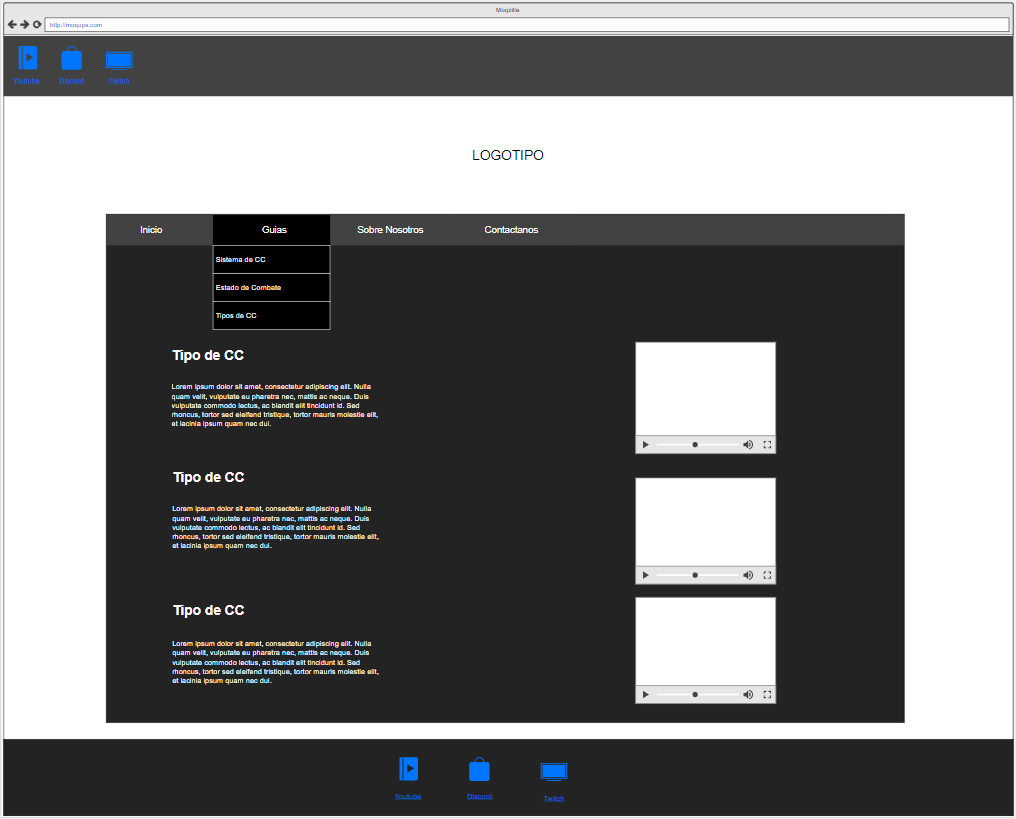 Moqzilla
http://moqups.com
Youtube
Discord
Twitch
LOGOTIPO
Inicio
Guias
Sobre Nosotros
Contactanos
Sistema de CC
Estado de Combate
Tipos de CC
Tipo de CC
Lorem ipsum dolor sit amet, consectetur adipiscing elit. Nulla
quam velit, vulputate eu pharetra nec, mattis ac neque. Duis
vulputate commodo lectus, ac blandit elit tincidunt id. Sed
rhoncus, tortor sed eleifend tristique, tortor mauris molestie elit,
et lacinia ipsum quam nec dui.
Tipo de CC
Lorem ipsum dolor sit amet, consectetur adipiscing elit. Nulla
quam velit, vulputate eu pharetra nec, mattis ac neque. Duis
vulputate commodo lectus, ac blandit elit tincidunt id. Sed
rhoncus, tortor sed eleifend tristique, tortor mauris molestie elit,
et lacinia ipsum quam nec dui.
Tipo de CC
Lorem ipsum dolor sit amet, consectetur adipiscing elit. Nulla
quam velit, vulputate eu pharetra nec, mattis ac neque. Duis
vulputate commodo lectus, ac blandit elit tincidunt id. Sed
rhoncus, tortor sed eleifend tristique, tortor mauris molestie elit,
et lacinia ipsum quam nec dui.
Youtube
Discord
Twitch